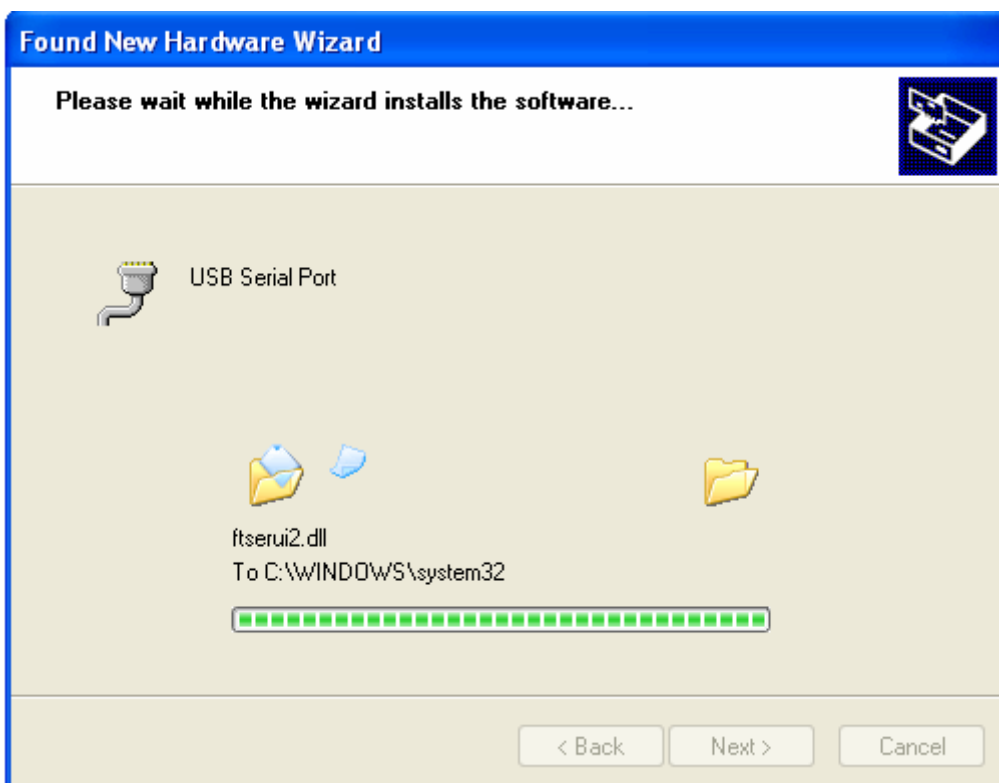 Found New Hardware Wizard
Please wait while the wizard installs the software...
USB Serial Port
ftserui2.dll
To C:\WINDOWS\system32
< Back
Next >
Cancel